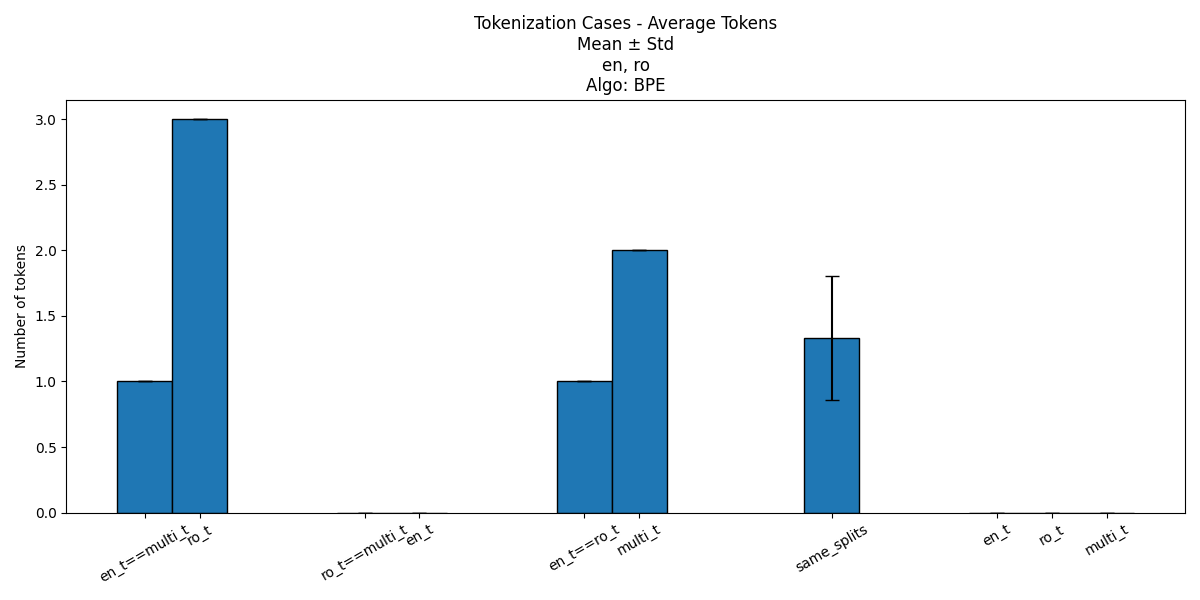 Tokenization Cases - Average Tokens
Mean ± Std
en, ro
Algo: BPE
Number of tokens
3.0
2.5
2.0
1.5
1.0
0.5
0.0
en_t==multi_t
ro_t
ro_t==multi_t
en_t
en_t==ro_t
multi_t
same_splits
en_t
ro_t
multi_t